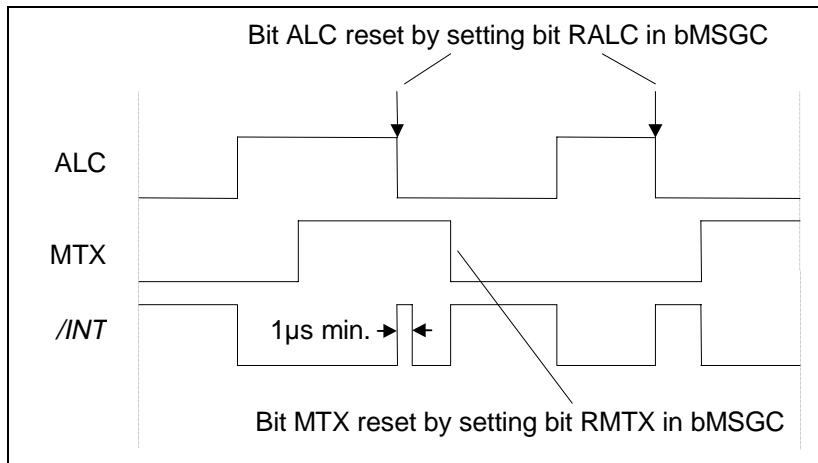 Bit ALC reset by setting bit RALC in bMSGC
ALC
MTX
/INT
1µs min.
Bit MTX reset by setting bit RMTX in bMSGC